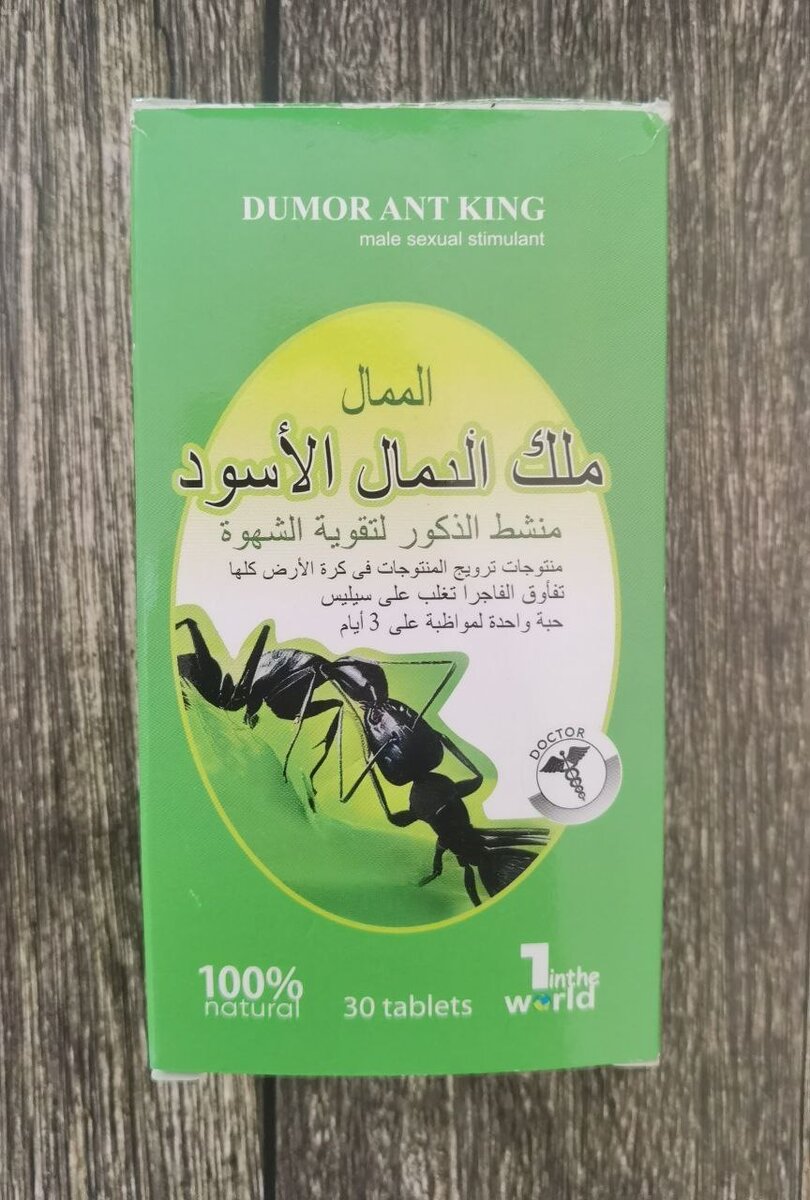 DUMOR ANT KING
male sexual stimulant
الممال
ملك النمال الأسود
منشط الذكور لتقوية الشهوة
منتوجات ترويج المنتوجات فى كرة الأرض كلها
تفأوق الفاجرا تغلب على سيليس
حبة واحدة لمواظبة على 3 أيام
DOCTOR
100%
natural
30 tablets
1 in the
world